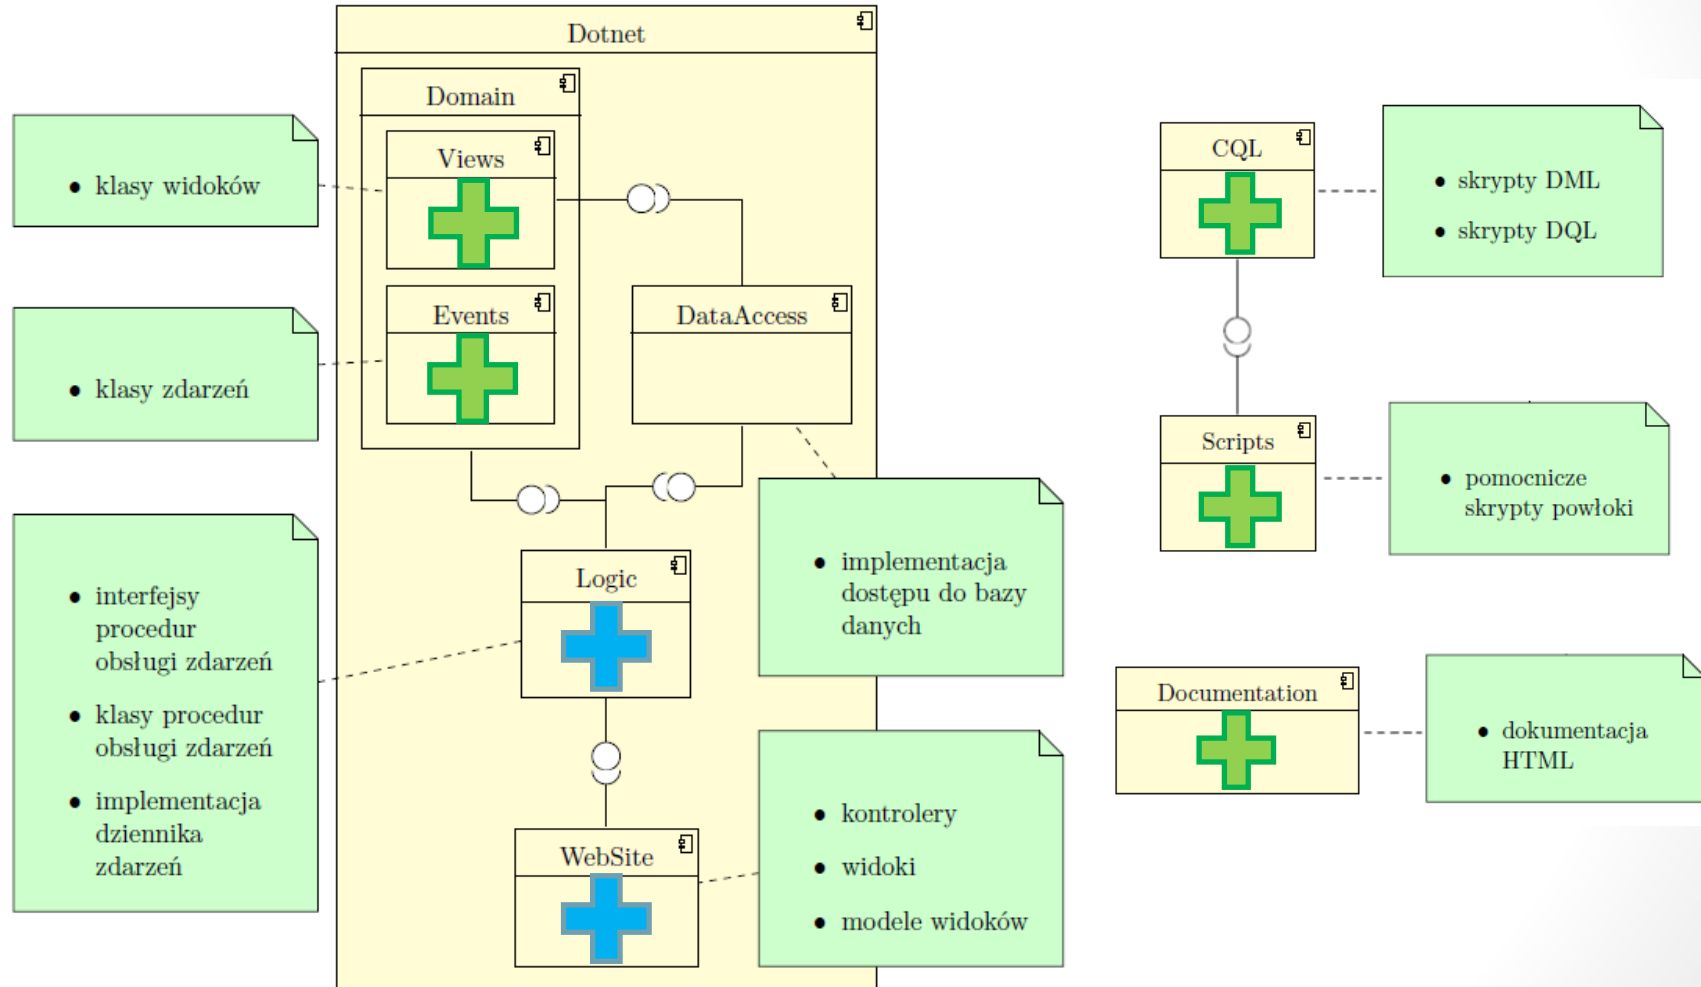 Dotnet
Domain
Views
• klasy widoków
Events
• klasy zdarzeń
DataAccess
• implementacja
dostępu do bazy
danych
Logic
• interfejsy
procedur
obsługi zdarzeń
• klasy procedur
obsługi zdarzeń
• implementacja
dziennika
zdarzeń
WebSite
• kontrolery
• widoki
• modele widoków
CQL
• skrypty DML
• skrypty DQL
Scripts
• pomocnicze
skrypty powłoki
Documentation
• dokumentacja
HTML